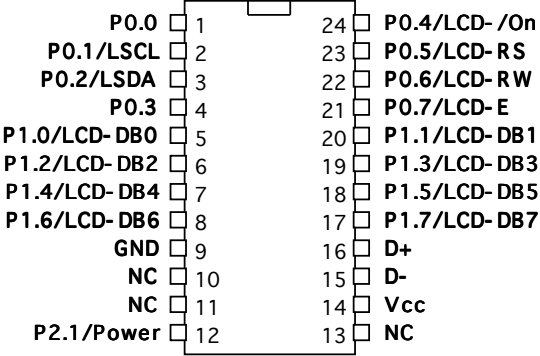 P0.0 1 24 P0.4/LCD-/On
P0.1/LSCL 2 23 P0.5/LCD-RS
P0.2/LSDA 3 22 P0.6/LCD-RW
P0.3 4 21 P0.7/LCD-E
P1.0/LCD-DB0 5 20 P1.1/LCD-DB1
P1.2/LCD-DB2 6 19 P1.3/LCD-DB3
P1.4/LCD-DB4 7 18 P1.5/LCD-DB5
P1.6/LCD-DB6 8 17 P1.7/LCD-DB7
GND 9 16 D+
NC 10 15 D-
NC 11 14 Vcc
P2.1/Power 12 13 NC